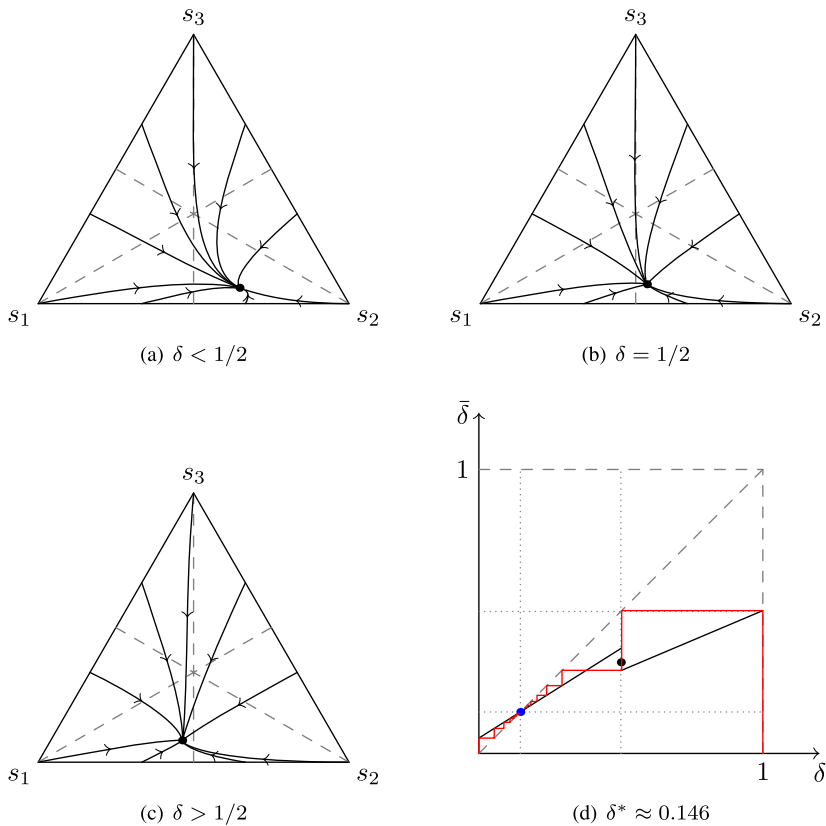 s₃ s₃
s₁ s₂ s₁ s₂
(a) δ < 1/2 (b) δ = 1/2
δ̄
s₃ 1
s₁ s₂ 1 δ
(c) δ > 1/2 (d) δ* ≈ 0.146